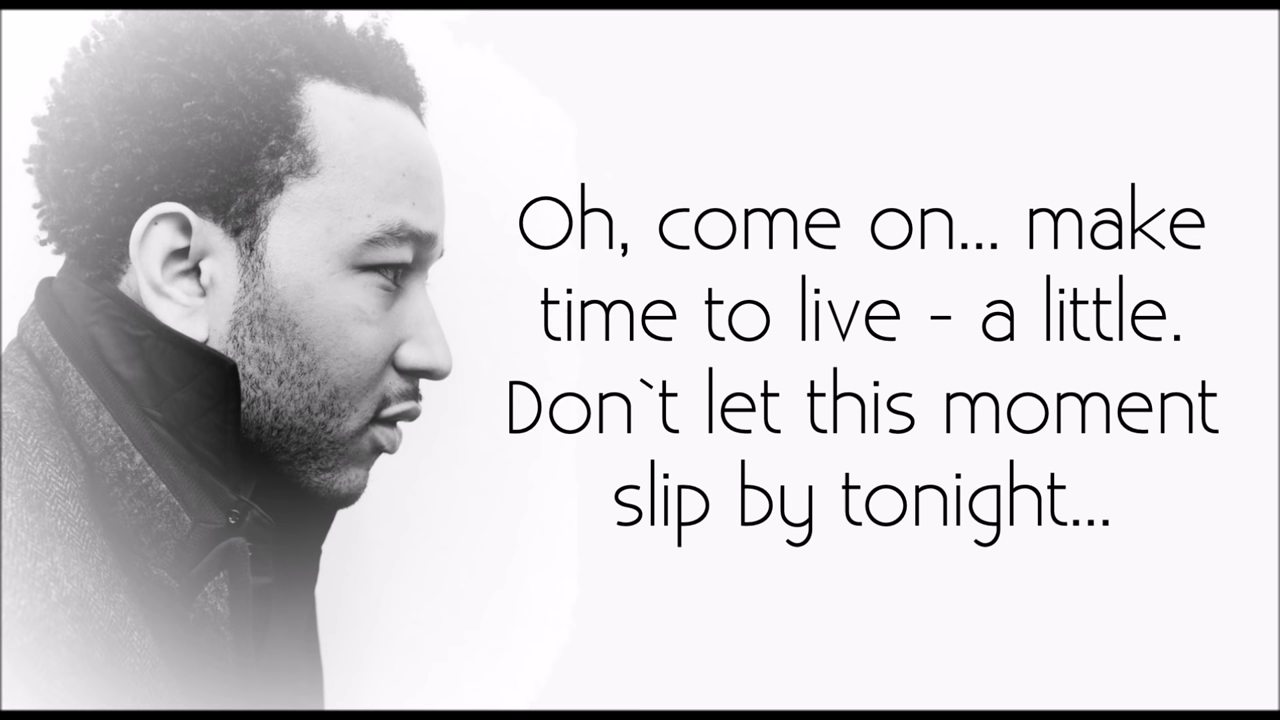 Oh, come on... make
time to live - a little.
Don`t let this moment
slip by tonight...